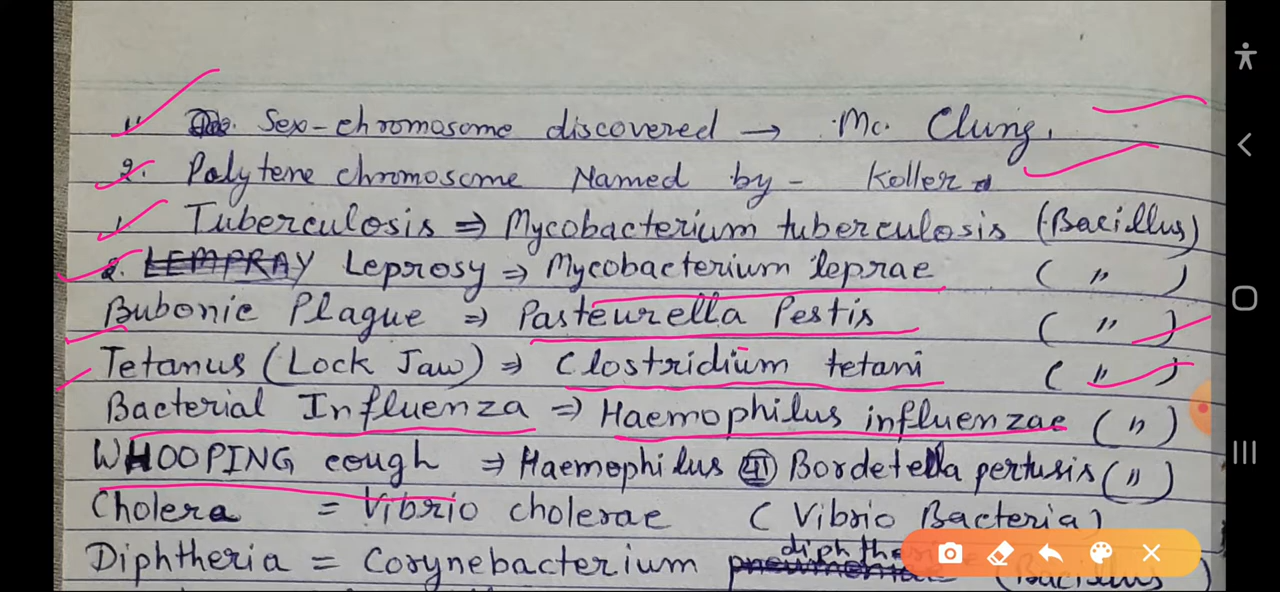 1. Sex-chromosome discovered → Mc. Clung.
2. Polytene chromosome Named by - Koller
1. Tuberculosis ⇒ Mycobacterium tuberculosis (Bacillus)
2. Leprosy ⇒ Mycobacterium leprae ( " )
Bubonic Plague ⇒ Pasteurella Pestis ( " )
Tetanus (Lock Jaw) ⇒ Clostridium tetani ( " )
Bacterial Influenza ⇒ Haemophilus influenzae ( " )
WHOOPING cough ⇒ Haemophilus Bordetella pertusis ( " )
Cholera = Vibrio cholerae ( Vibrio Bacteria)
Diphtheria = Corynebacterium (Bacillus)